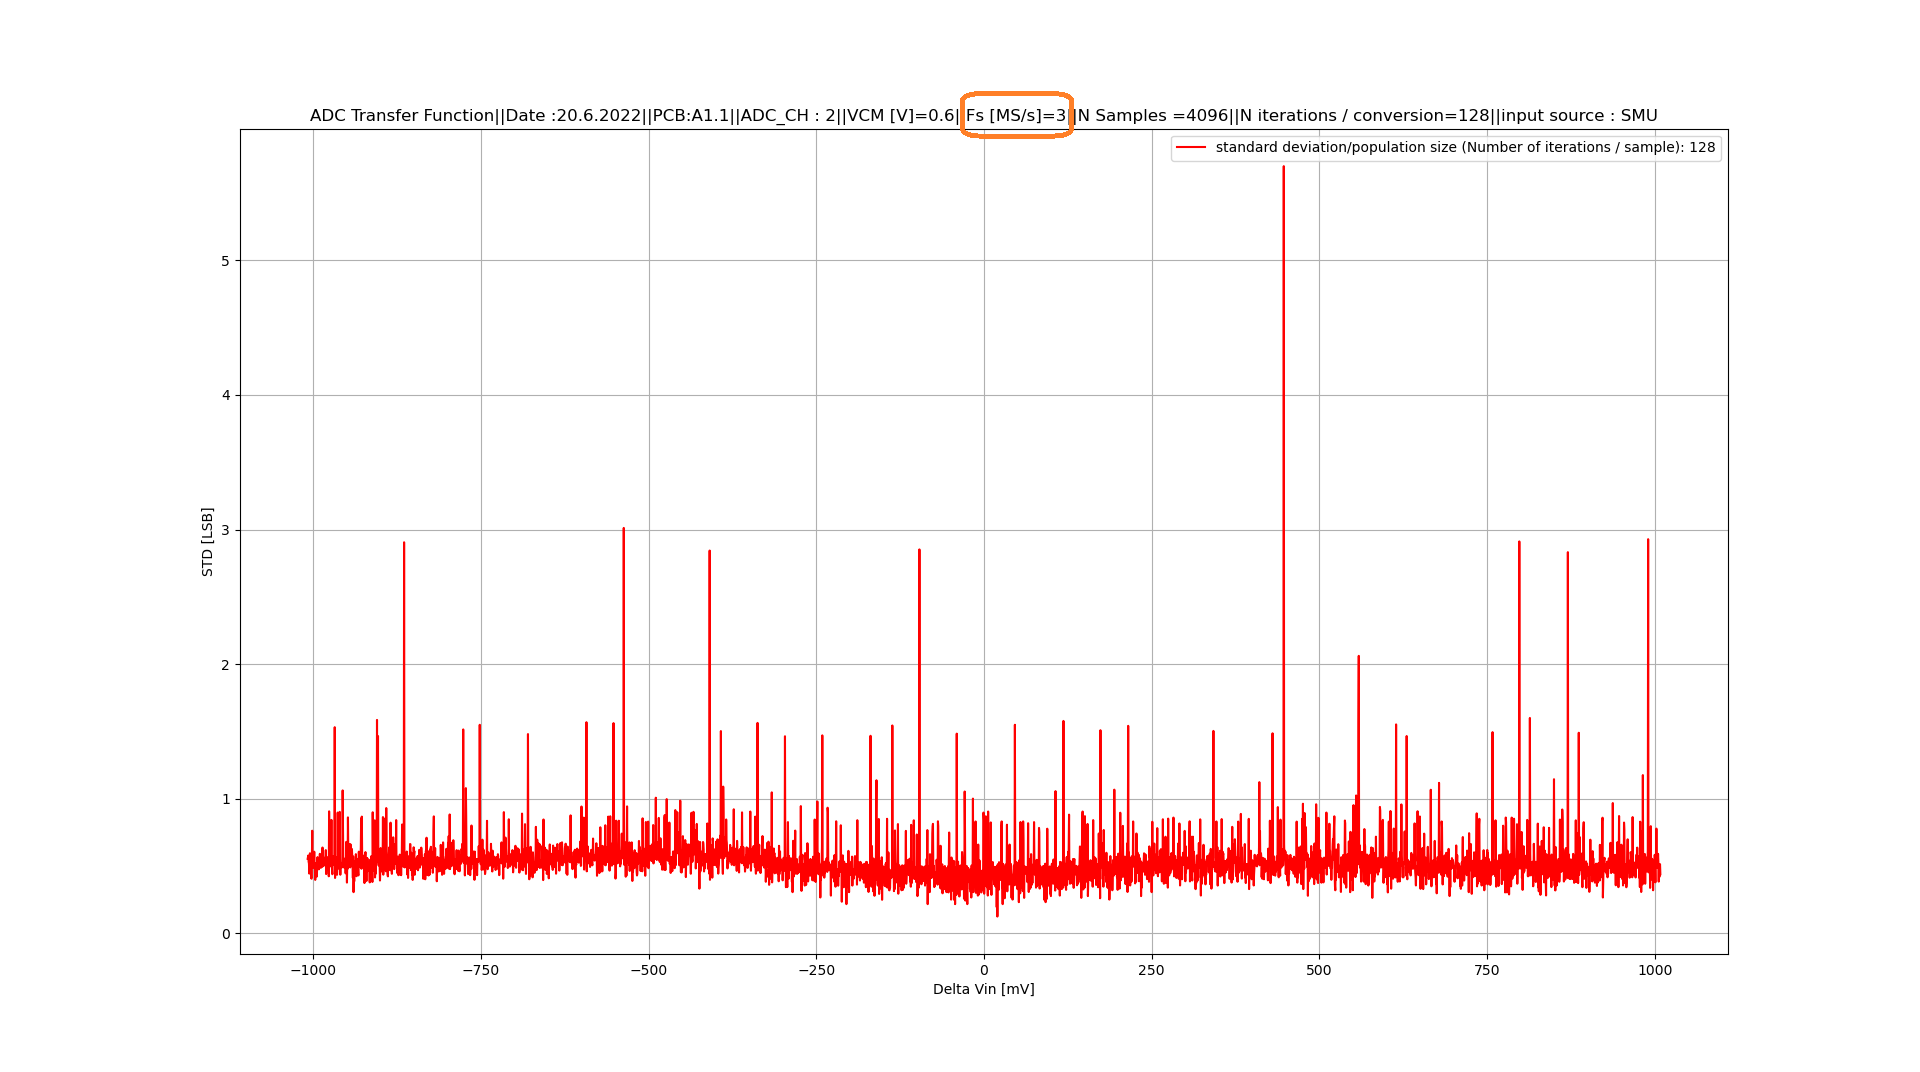 ADC Transfer Function||Date :20.6.2022||PCB:A1.1||ADC_CH : 2||VCM [V]=0.6||Fs [MS/s]=3||N Samples =4096||N iterations / conversion=128||input source : SMU
standard deviation/population size (Number of iterations / sample): 128
5
4
3
2
1
0
STD [LSB]
−1000 −750 −500 −250 0 250 500 750 1000
Delta Vin [mV]